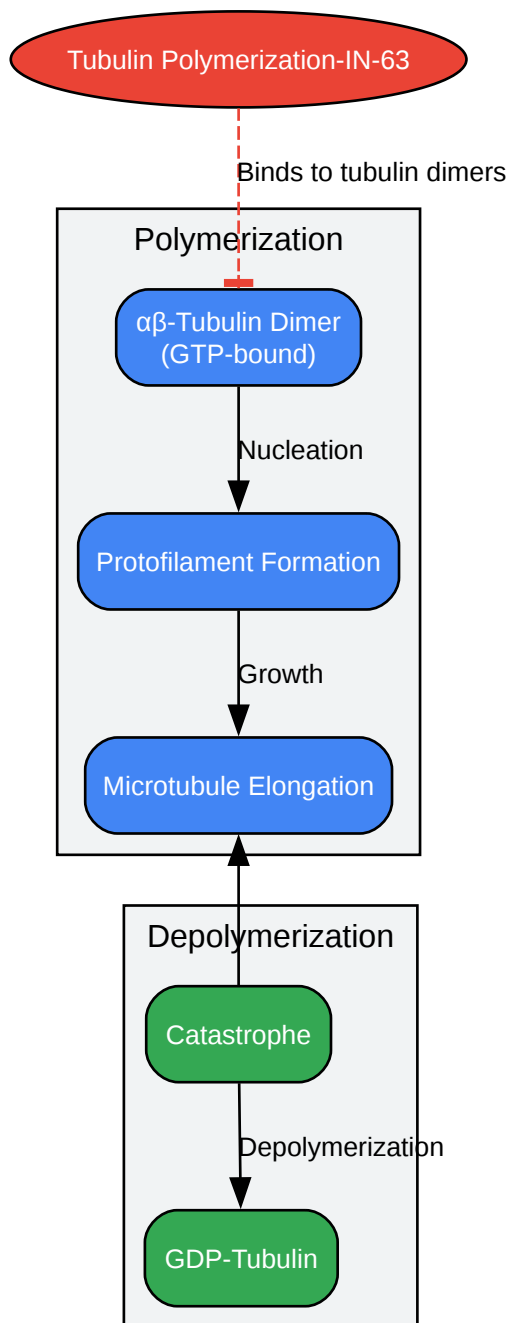 Tubulin Polymerization-IN-63
Binds to tubulin dimers
Polymerization
αβ-Tubulin Dimer
(GTP-bound)
Nucleation
Protofilament Formation
Growth
Microtubule Elongation
Depolymerization
Catastrophe
Depolymerization
GDP-Tubulin